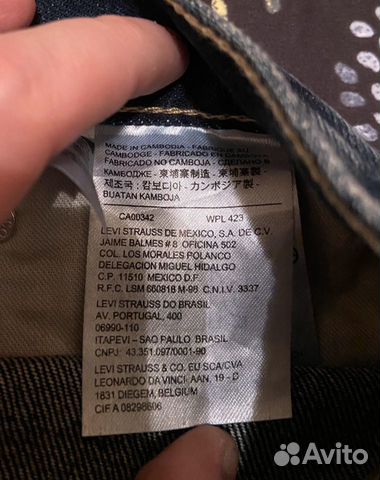 MADE IN CAMBODIA - FABRIQUE AU
CAMBODGE - FABRICADO EN CAMBOYA
FABRICADO NO CAMBOJA - СДЕЛАНО В
КАМБОДЖЕ - 柬埔寨制造 - 柬埔寨製 -
제조국 : 캄보디아 - カンボジア製 -
BUATAN KAMBOJA
CA00342 WPL 423
LEVI STRAUSS DE MEXICO, S.A. DE C.V.
JAIME BALMES # 8 OFICINA 502
COL. LOS MORALES POLANCO
DELEGACION MIGUEL HIDALGO
C.P. 11510 MEXICO D.F.
R.F.C. LSM 660818 M-98 C.N.I.V. 3337
LEVI STRAUSS DO BRASIL
AV. PORTUGAL, 400
06990-110
ITAPEVI - SAO PAULO BRASIL
CNPJ: 43.351.097/0001-90
LEVI STRAUSS & CO. EU SCA/CVA
LEONARDO DA VINCI- AAN, 19 - D
1831 DIEGEM, BELGIUM
CIF A 08298606
Avito